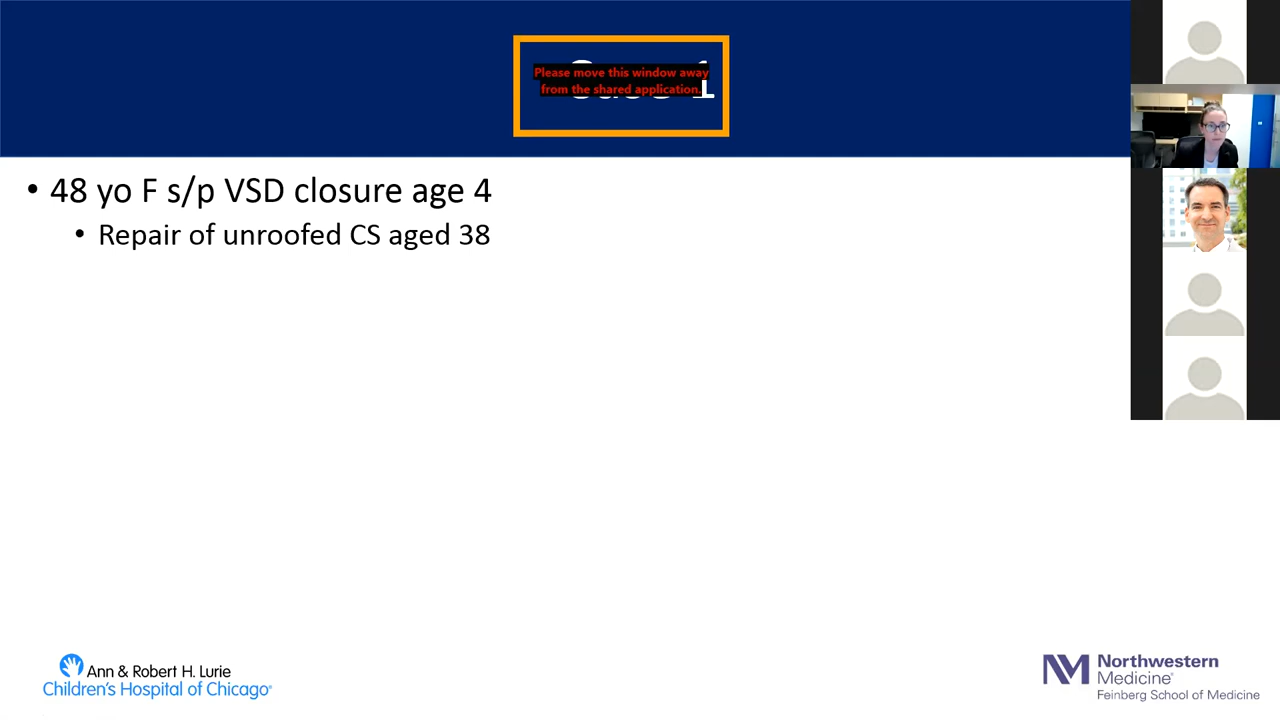 Please move this window away
from the shared application.
1
• 48 yo F s/p VSD closure age 4
• Repair of unroofed CS aged 38
Ann & Robert H. Lurie
Children's Hospital of Chicago®
Northwestern
Medicine®
Feinberg School of Medicine